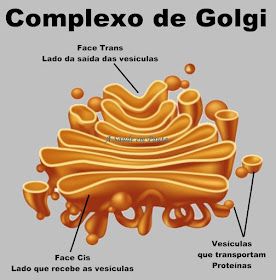 Complexo de Golgi
Face Trans
Lado da saída das vesículas
Face Cis
Lado que recebe as vesículas
Vesículas
que transportam
Proteínas